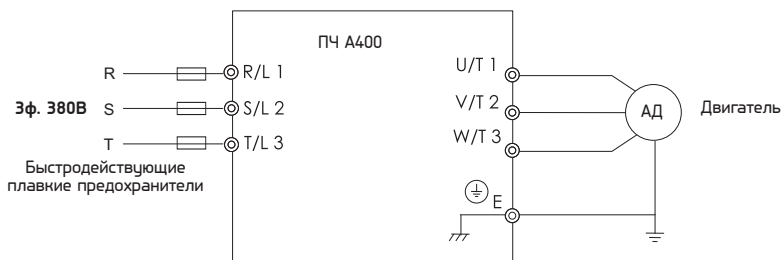 ПЧ А400
R R/L 1 U/T 1
3ф. 380В S S/L 2 V/T 2 АД Двигатель
T T/L 3 W/T 3
Быстродействующие
плавкие предохранители
E